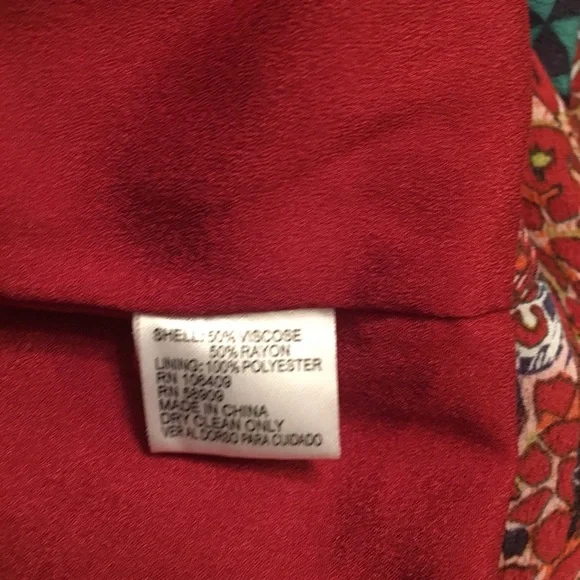 SHELL: 50% VISCOSE
50% RAYON
LINING: 100% POLYESTER
RN 106409
RN 58909
MADE IN CHINA
DRY CLEAN ONLY
VER AL DORSO PARA CUIDADO